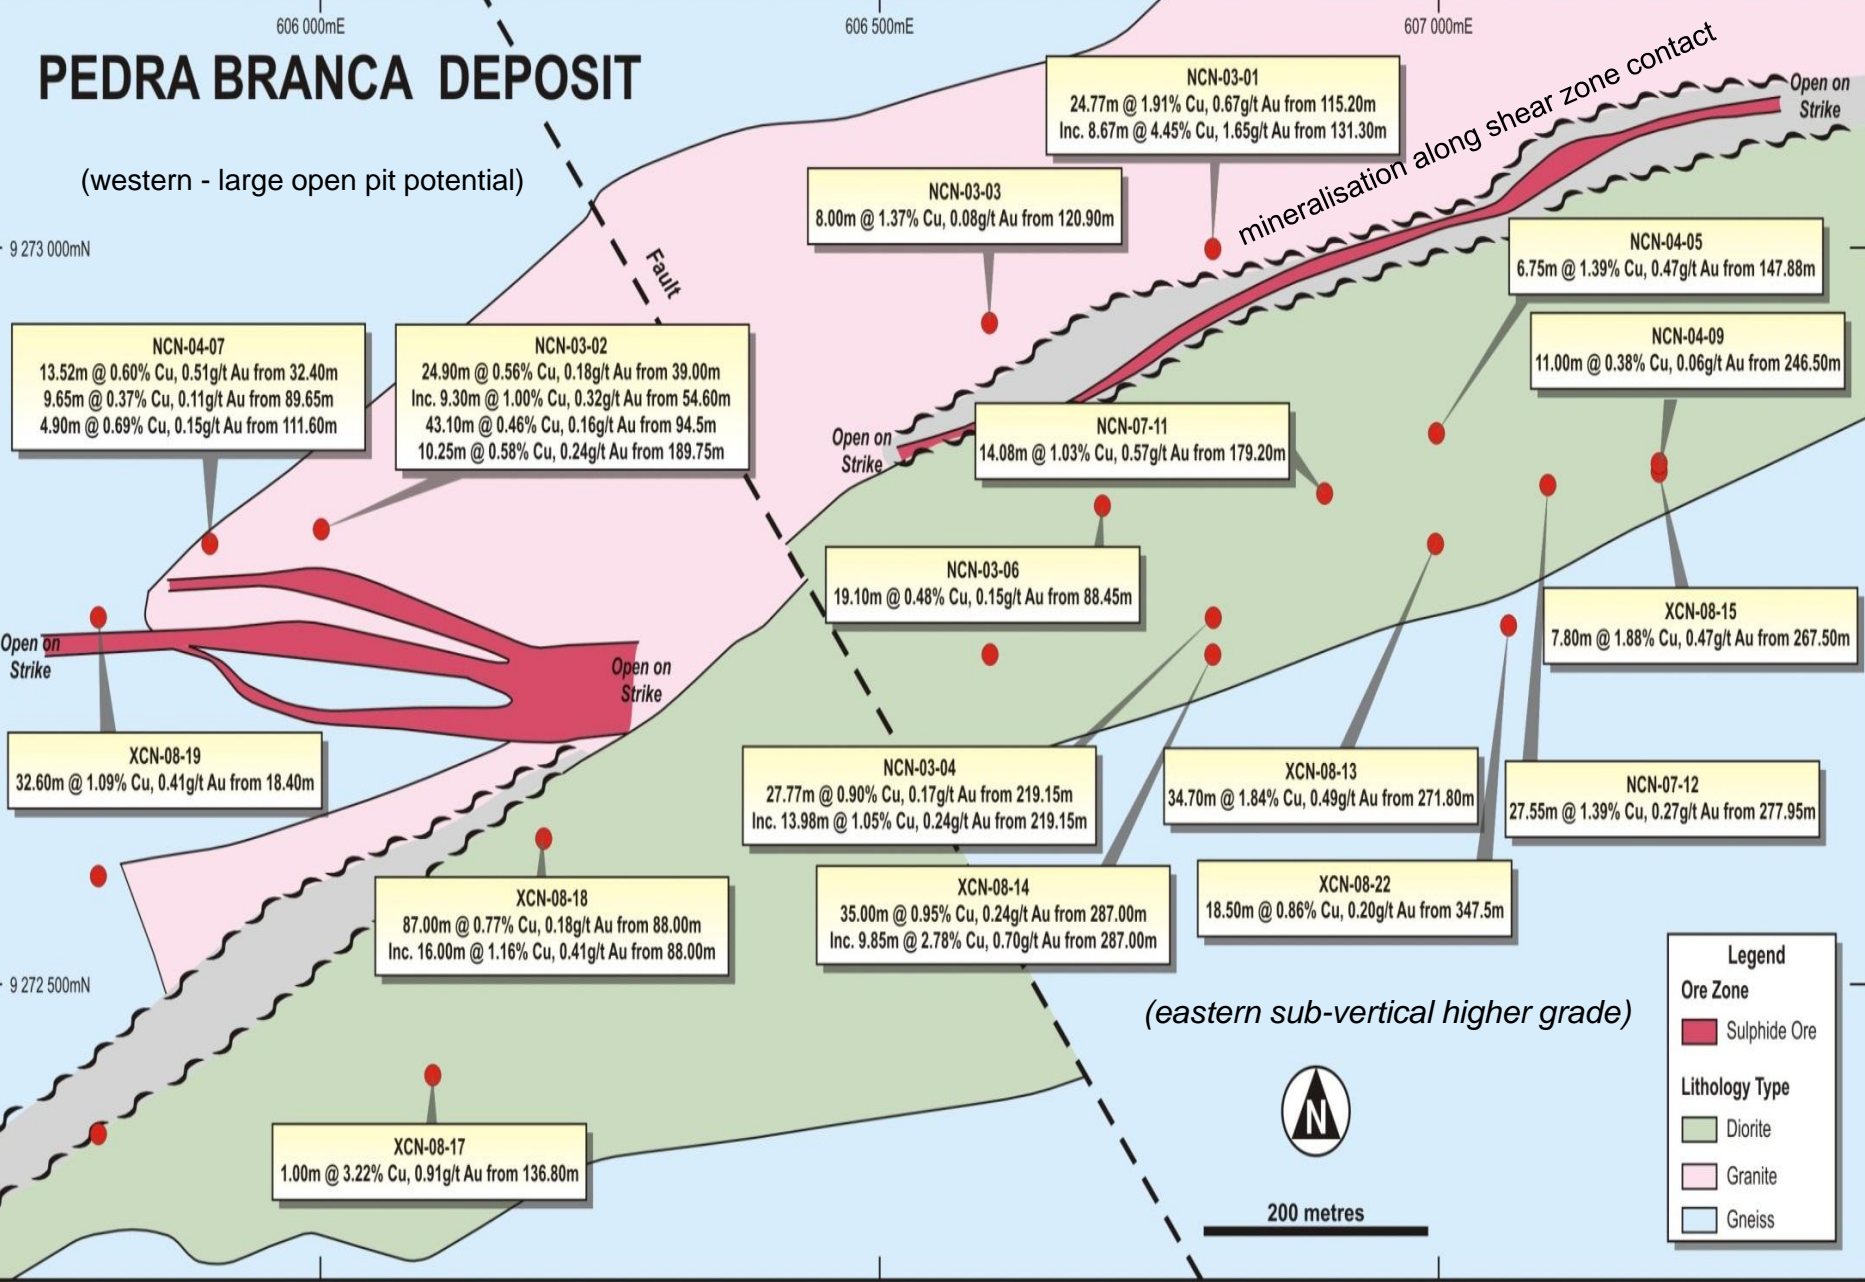 606 000mE
606 500mE
607 000mE
PEDRA BRANCA DEPOSIT
(western - large open pit potential)
mineralisation along shear zone contact
Open on
Strike
NCN-03-01
24.77m @ 1.91% Cu, 0.67g/t Au from 115.20m
Inc. 8.67m @ 4.45% Cu, 1.65g/t Au from 131.30m
NCN-03-03
8.00m @ 1.37% Cu, 0.08g/t Au from 120.90m
9 273 000mN
Fault
NCN-04-05
6.75m @ 1.39% Cu, 0.47g/t Au from 147.88m
NCN-04-07
13.52m @ 0.60% Cu, 0.51g/t Au from 32.40m
9.65m @ 0.37% Cu, 0.11g/t Au from 89.65m
4.90m @ 0.69% Cu, 0.15g/t Au from 111.60m
NCN-03-02
24.90m @ 0.56% Cu, 0.18g/t Au from 39.00m
Inc. 9.30m @ 1.00% Cu, 0.32g/t Au from 54.60m
43.10m @ 0.46% Cu, 0.16g/t Au from 94.5m
10.25m @ 0.58% Cu, 0.24g/t Au from 189.75m
NCN-04-09
11.00m @ 0.38% Cu, 0.06g/t Au from 246.50m
Open on
Strike
NCN-07-11
14.08m @ 1.03% Cu, 0.57g/t Au from 179.20m
NCN-03-06
19.10m @ 0.48% Cu, 0.15g/t Au from 88.45m
XCN-08-15
7.80m @ 1.88% Cu, 0.47g/t Au from 267.50m
Open on
Strike
Open on
Strike
XCN-08-19
32.60m @ 1.09% Cu, 0.41g/t Au from 18.40m
NCN-03-04
27.77m @ 0.90% Cu, 0.17g/t Au from 219.15m
Inc. 13.98m @ 1.05% Cu, 0.24g/t Au from 219.15m
XCN-08-13
34.70m @ 1.84% Cu, 0.49g/t Au from 271.80m
NCN-07-12
27.55m @ 1.39% Cu, 0.27g/t Au from 277.95m
XCN-08-18
87.00m @ 0.77% Cu, 0.18g/t Au from 88.00m
Inc. 16.00m @ 1.16% Cu, 0.41g/t Au from 88.00m
XCN-08-14
35.00m @ 0.95% Cu, 0.24g/t Au from 287.00m
Inc. 9.85m @ 2.78% Cu, 0.70g/t Au from 287.00m
XCN-08-22
18.50m @ 0.86% Cu, 0.20g/t Au from 347.5m
9 272 500mN
(eastern sub-vertical higher grade)
XCN-08-17
1.00m @ 3.22% Cu, 0.91g/t Au from 136.80m
N
200 metres
Legend
Ore Zone
Sulphide Ore
Lithology Type
Diorite
Granite
Gneiss